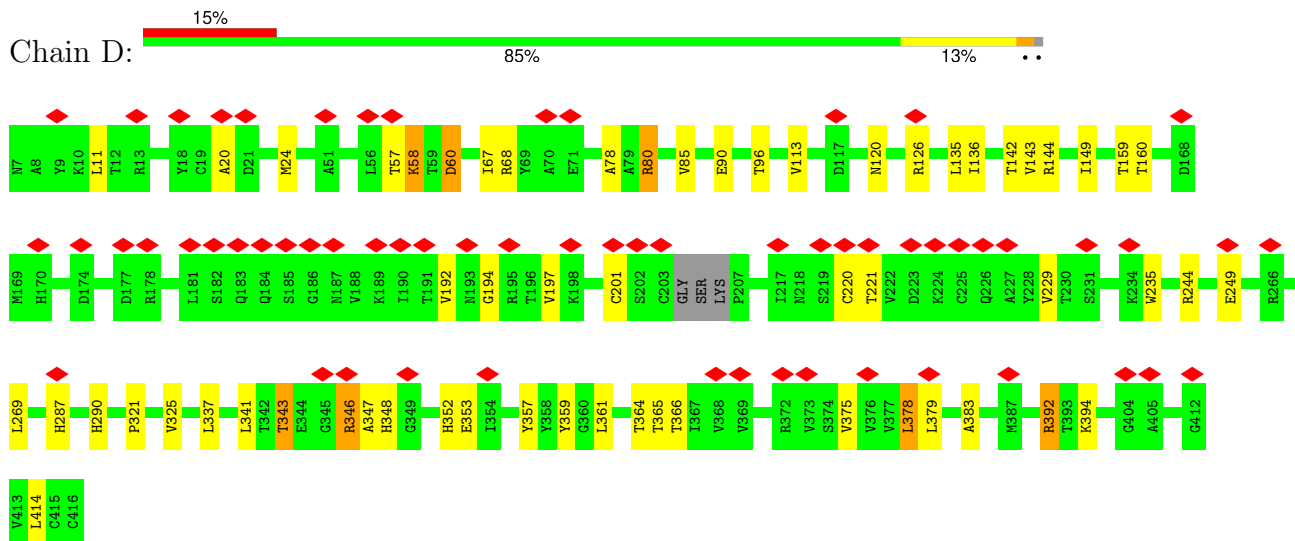 15%
Chain D:
85% 13% • •
N7 A8 Y9 K10 L11 T12 R13 Y18 C19 A20 D21 M24 A51 L56 T57 K58 T59 D60 I67 R68 Y69 A70 E71 A78 A79 R80 V85 E90 T96 V113 D117 N120 R126 L135 I136 T142 V143 R144 I149 T159 T160 D168
M169 H170 D174 D177 R178 L181 S182 Q183 Q184 S185 G186 N187 V188 K189 I190 T191 V192 N193 G194 R195 T196 V197 K198 C201 S202 C203 GLY SER LYS P207 I217 N218 S219 C220 T221 V222 D223 K224 C225 Q226 A227 Y228 V229 T230 S231 K234 W235 R244 E249 R266
L269 H287 H290 P321 V325 L337 L341 T342 T343 E344 G345 R346 A347 H348 G349 H352 E353 I354 Y357 Y358 Y359 G360 L361 T364 T365 T366 I367 V368 V369 R372 V373 S374 V375 V376 V377 L378 L379 A383 M387 R392 T393 K394 G404 A405 G412
V413 L414 C415 C416